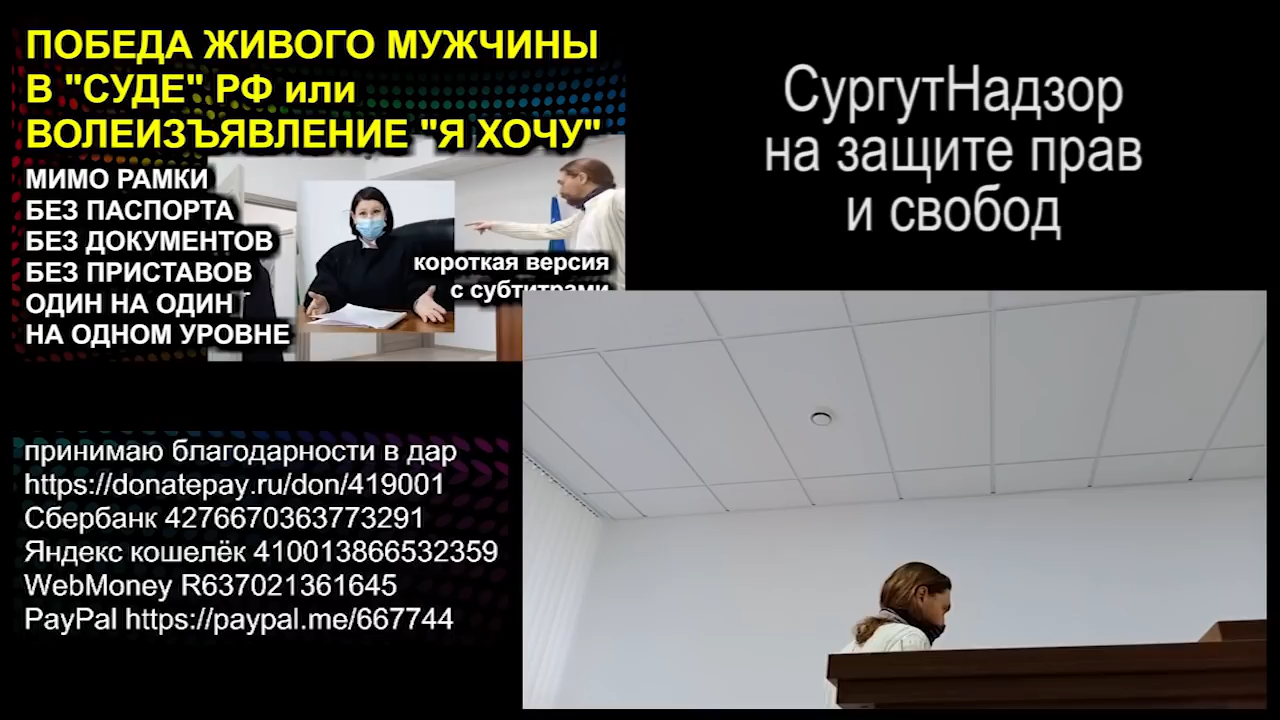 ПОБЕДА ЖИВОГО МУЖЧИНЫ
В "СУДЕ" РФ или
ВОЛЕИЗЪЯВЛЕНИЕ "Я ХОЧУ"
МИМО РАМКИ
БЕЗ ПАСПОРТА
БЕЗ ДОКУМЕНТОВ
БЕЗ ПРИСТАВОВ
ОДИН НА ОДИН
НА ОДНОМ УРОВНЕ
короткая версия
с субтитрами
СургутНадзор
на защите прав
и свобод
принимаю благодарности в дар
https://donatepay.ru/don/419001
Сбербанк 4276670363773291
Яндекс кошелёк 410013866532359
WebMoney R637021361645
PayPal https://paypal.me/667744